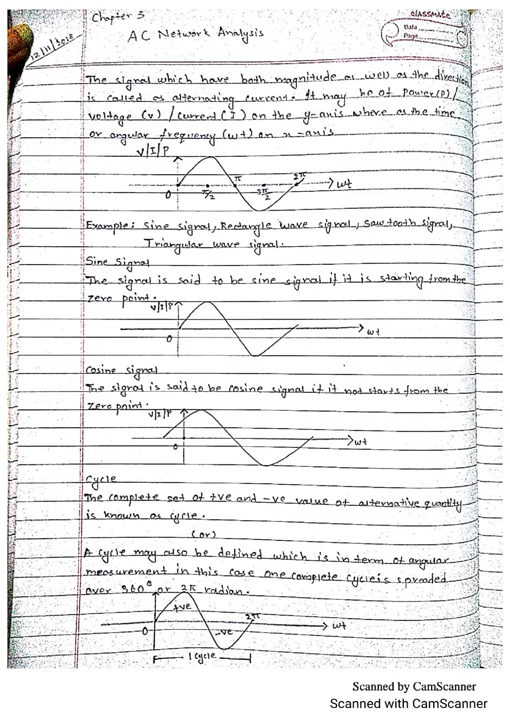 Chapter 3
CLASSMATE
Date
Page
12/11/2012
AC Network Analysis
The signal which have both magnitude as well as the direction
is called as alternating current. It may be of power(P)/
voltage (v) / current (I) on the y-axis where as the time
or angular frequency (wt) on x-axis
V/I/P
0 π/2 π 3π/2 2π wt
Example: Sine signal, Rectangle wave signal, Saw tooth signal,
Triangular wave signal.
Sine Signal
The signal is said to be sine signal if it is starting from the
zero point.
V/I/P
0 wt
Cosine signal
The signal is said to be cosine signal if it not starts from the
zero point.
V/I/P
0 wt
Cycle
The complete set of +ve and -ve value of alternative quantity
is known as cycle.
(or)
A cycle may also be defined which is in term of angular
measurement in this case one complete cycle is spreaded
over 360° or 2π radian.
+ve
0 -ve 2π wt
1 cycle
Scanned by CamScanner
Scanned with CamScanner